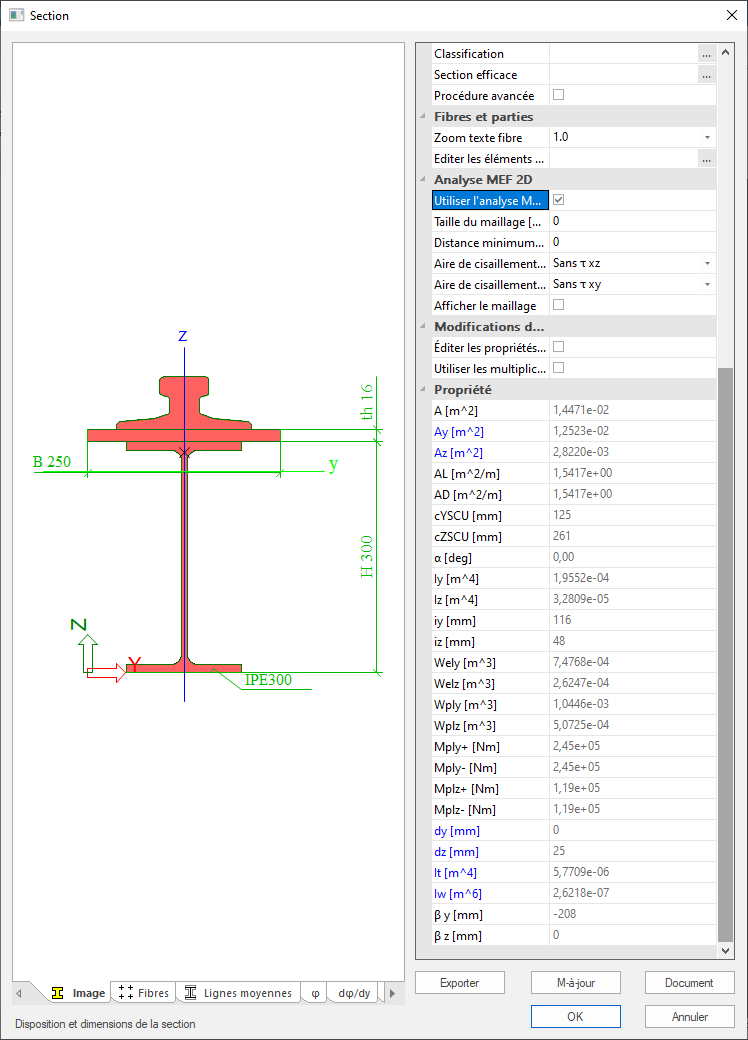 Section
Classification ...
Section efficace ...
Procédure avancée
Fibres et parties
Zoom texte fibre 1.0
Editer les éléments ... ...
Analyse MEF 2D
Utiliser l'analyse M...
Taille du maillage [... 0
Distance minimum... 0
Aire de cisaillement... Sans τ xz
Aire de cisaillement... Sans τ xy
Afficher le maillage
Modifications d...
Éditer les propriétés...
Utiliser les multiplic...
Propriété
A [m^2] 1,4471e-02
Ay [m^2] 1,2523e-02
Az [m^2] 2,8220e-03
AL [m^2/m] 1,5417e+00
AD [m^2/m] 1,5417e+00
cYSCU [mm] 125
cZSCU [mm] 261
α [deg] 0,00
Iy [m^4] 1,9552e-04
Iz [m^4] 3,2809e-05
iy [mm] 116
iz [mm] 48
Wely [m^3] 7,4768e-04
Welz [m^3] 2,6247e-04
Wply [m^3] 1,0446e-03
Wplz [m^3] 5,0725e-04
Mply+ [Nm] 2,45e+05
Mply- [Nm] 2,45e+05
Mplz+ [Nm] 1,19e+05
Mplz- [Nm] 1,19e+05
dy [mm] 0
dz [mm] 25
It [m^4] 5,7709e-06
Iw [m^6] 2,6218e-07
β y [mm] -208
β z [mm] 0
z
th 16
B 250
y
H 300
Z
Y
IPE300
Image Fibres Lignes moyennes φ dφ/dy
Exporter M-à-jour Document
OK Annuler
Disposition et dimensions de la section